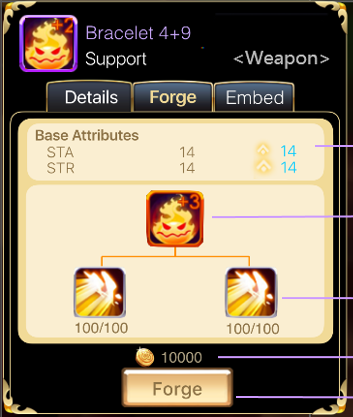 +2
Bracelet 4+9
Support
<Weapon>
Details
Forge
Embed
Base Attributes
STA 14 14
STR 14 14
+3
100/100 100/100
10000
Forge